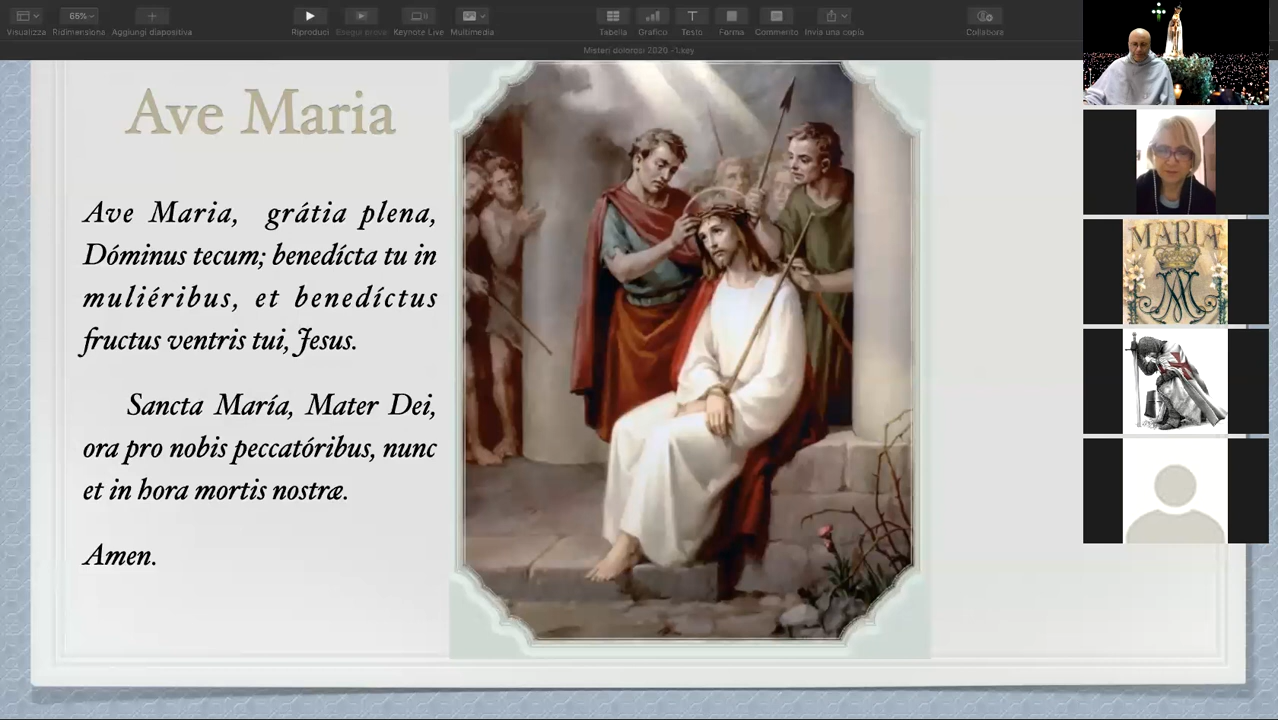 65%
Visualizza Ridimensiona Aggiungi diapositiva Riproduci Keynote Live Multimedia Tabella Grafico Testo Forma Commento Invia una copia Collabora
Misteri dolorosi 2020 -1.key
Ave Maria
Ave Maria, grátia plena,
Dóminus tecum; benedícta tu in
muliéribus, et benedíctus
fructus ventris tui, Jesus.
Sancta María, Mater Dei,
ora pro nobis peccatóribus, nunc
et in hora mortis nostræ.
Amen.
MARIA